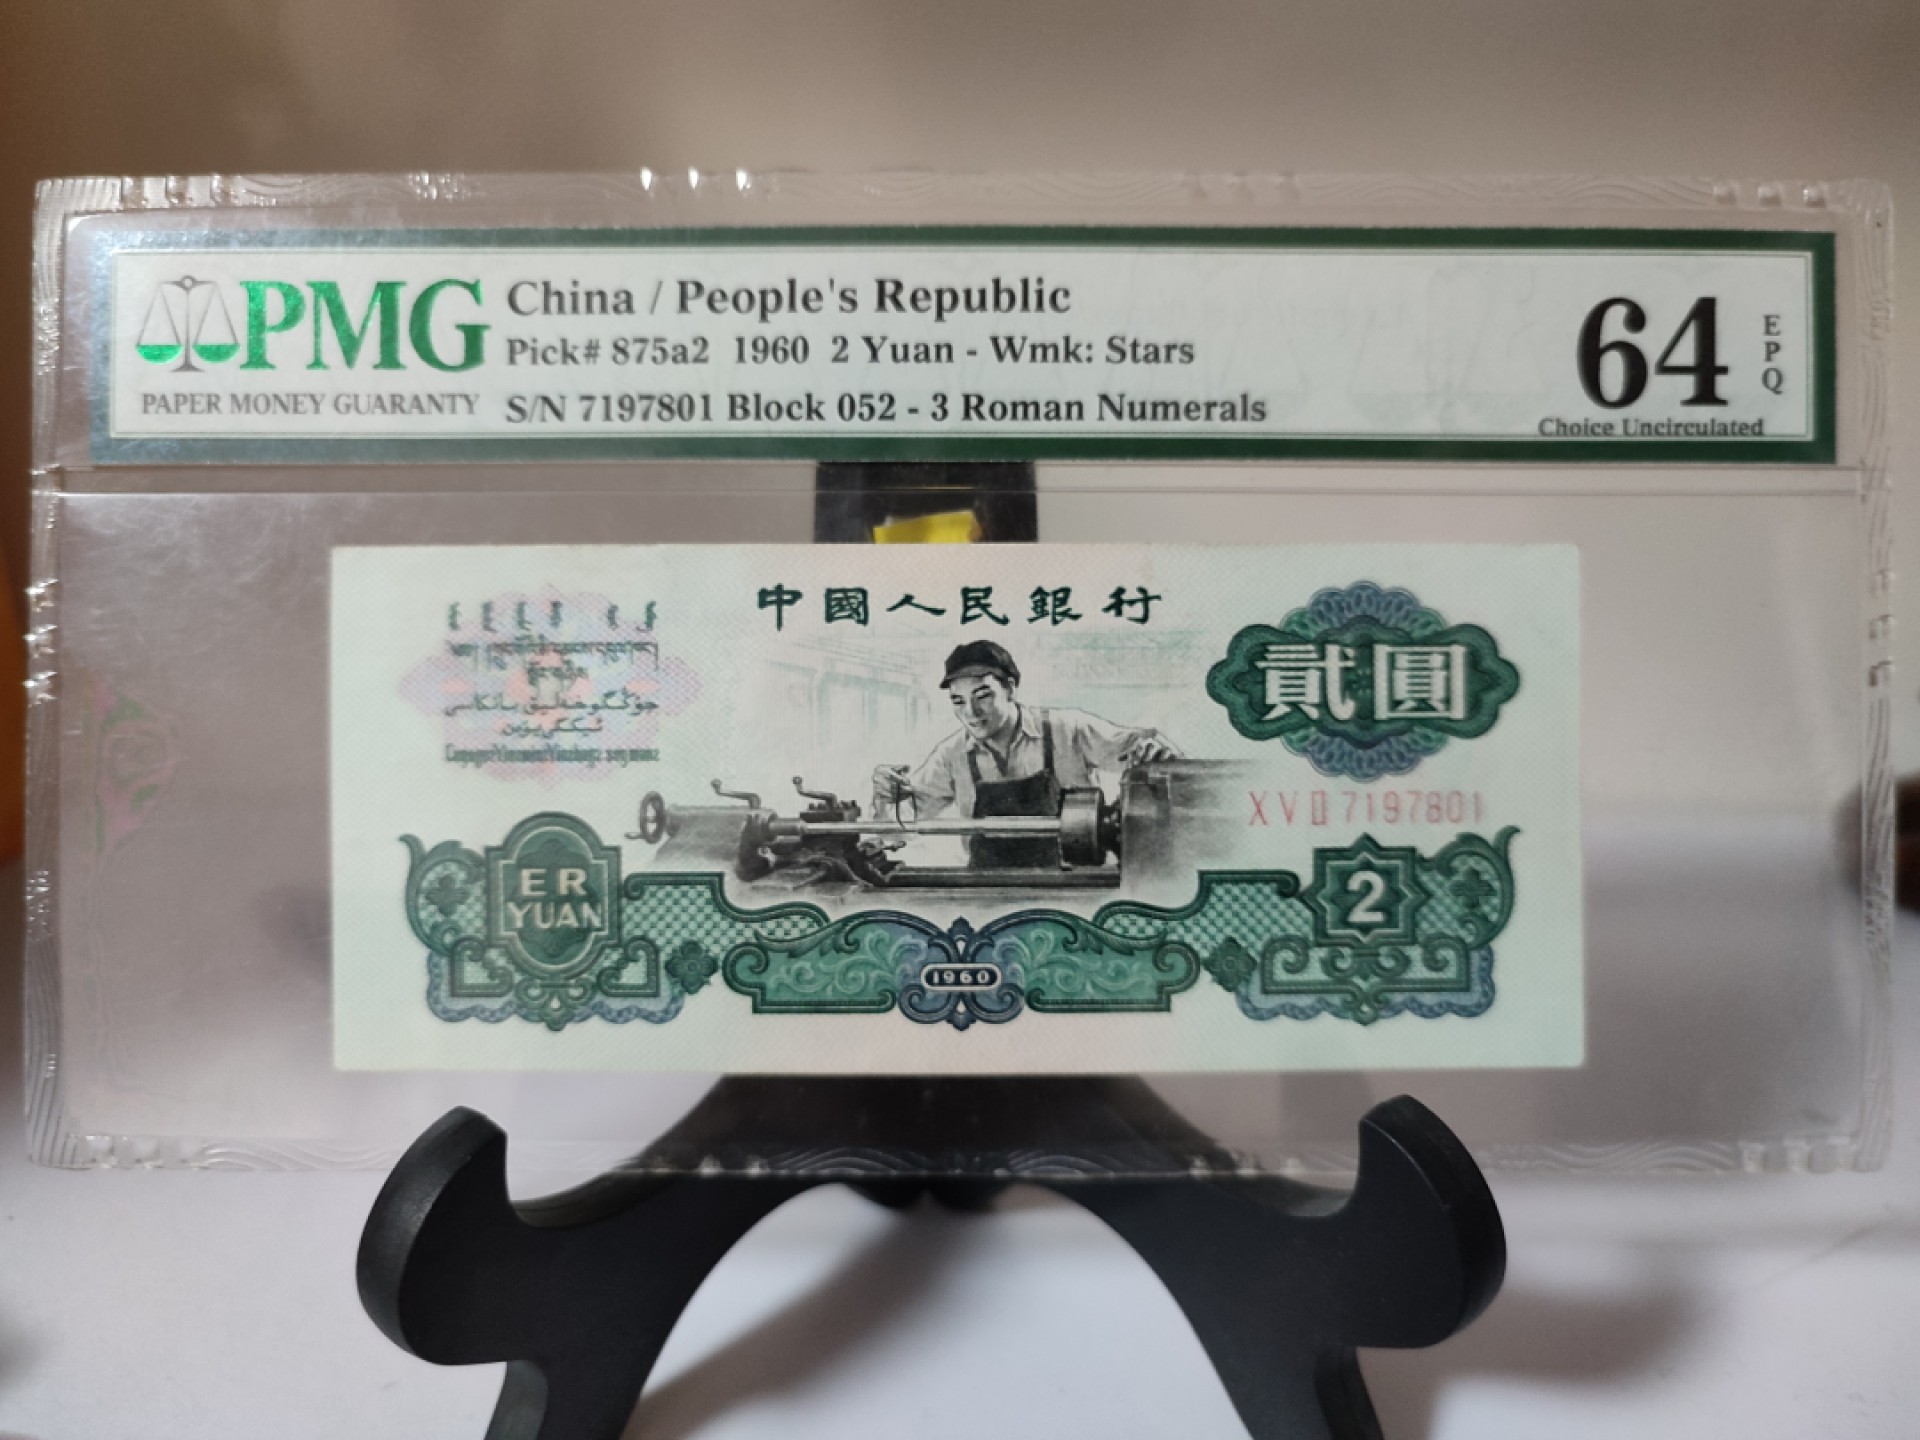 PMG
PAPER MONEY GUARANTY
China / People's Republic
Pick# 875a2 1960 2 Yuan - Wmk: Stars
S/N 7197801 Block 052 - 3 Roman Numerals
64
EPQ
Choice Uncirculated
中國人民銀行
貳圓
XVII 7197801
ER
YUAN
2
1960